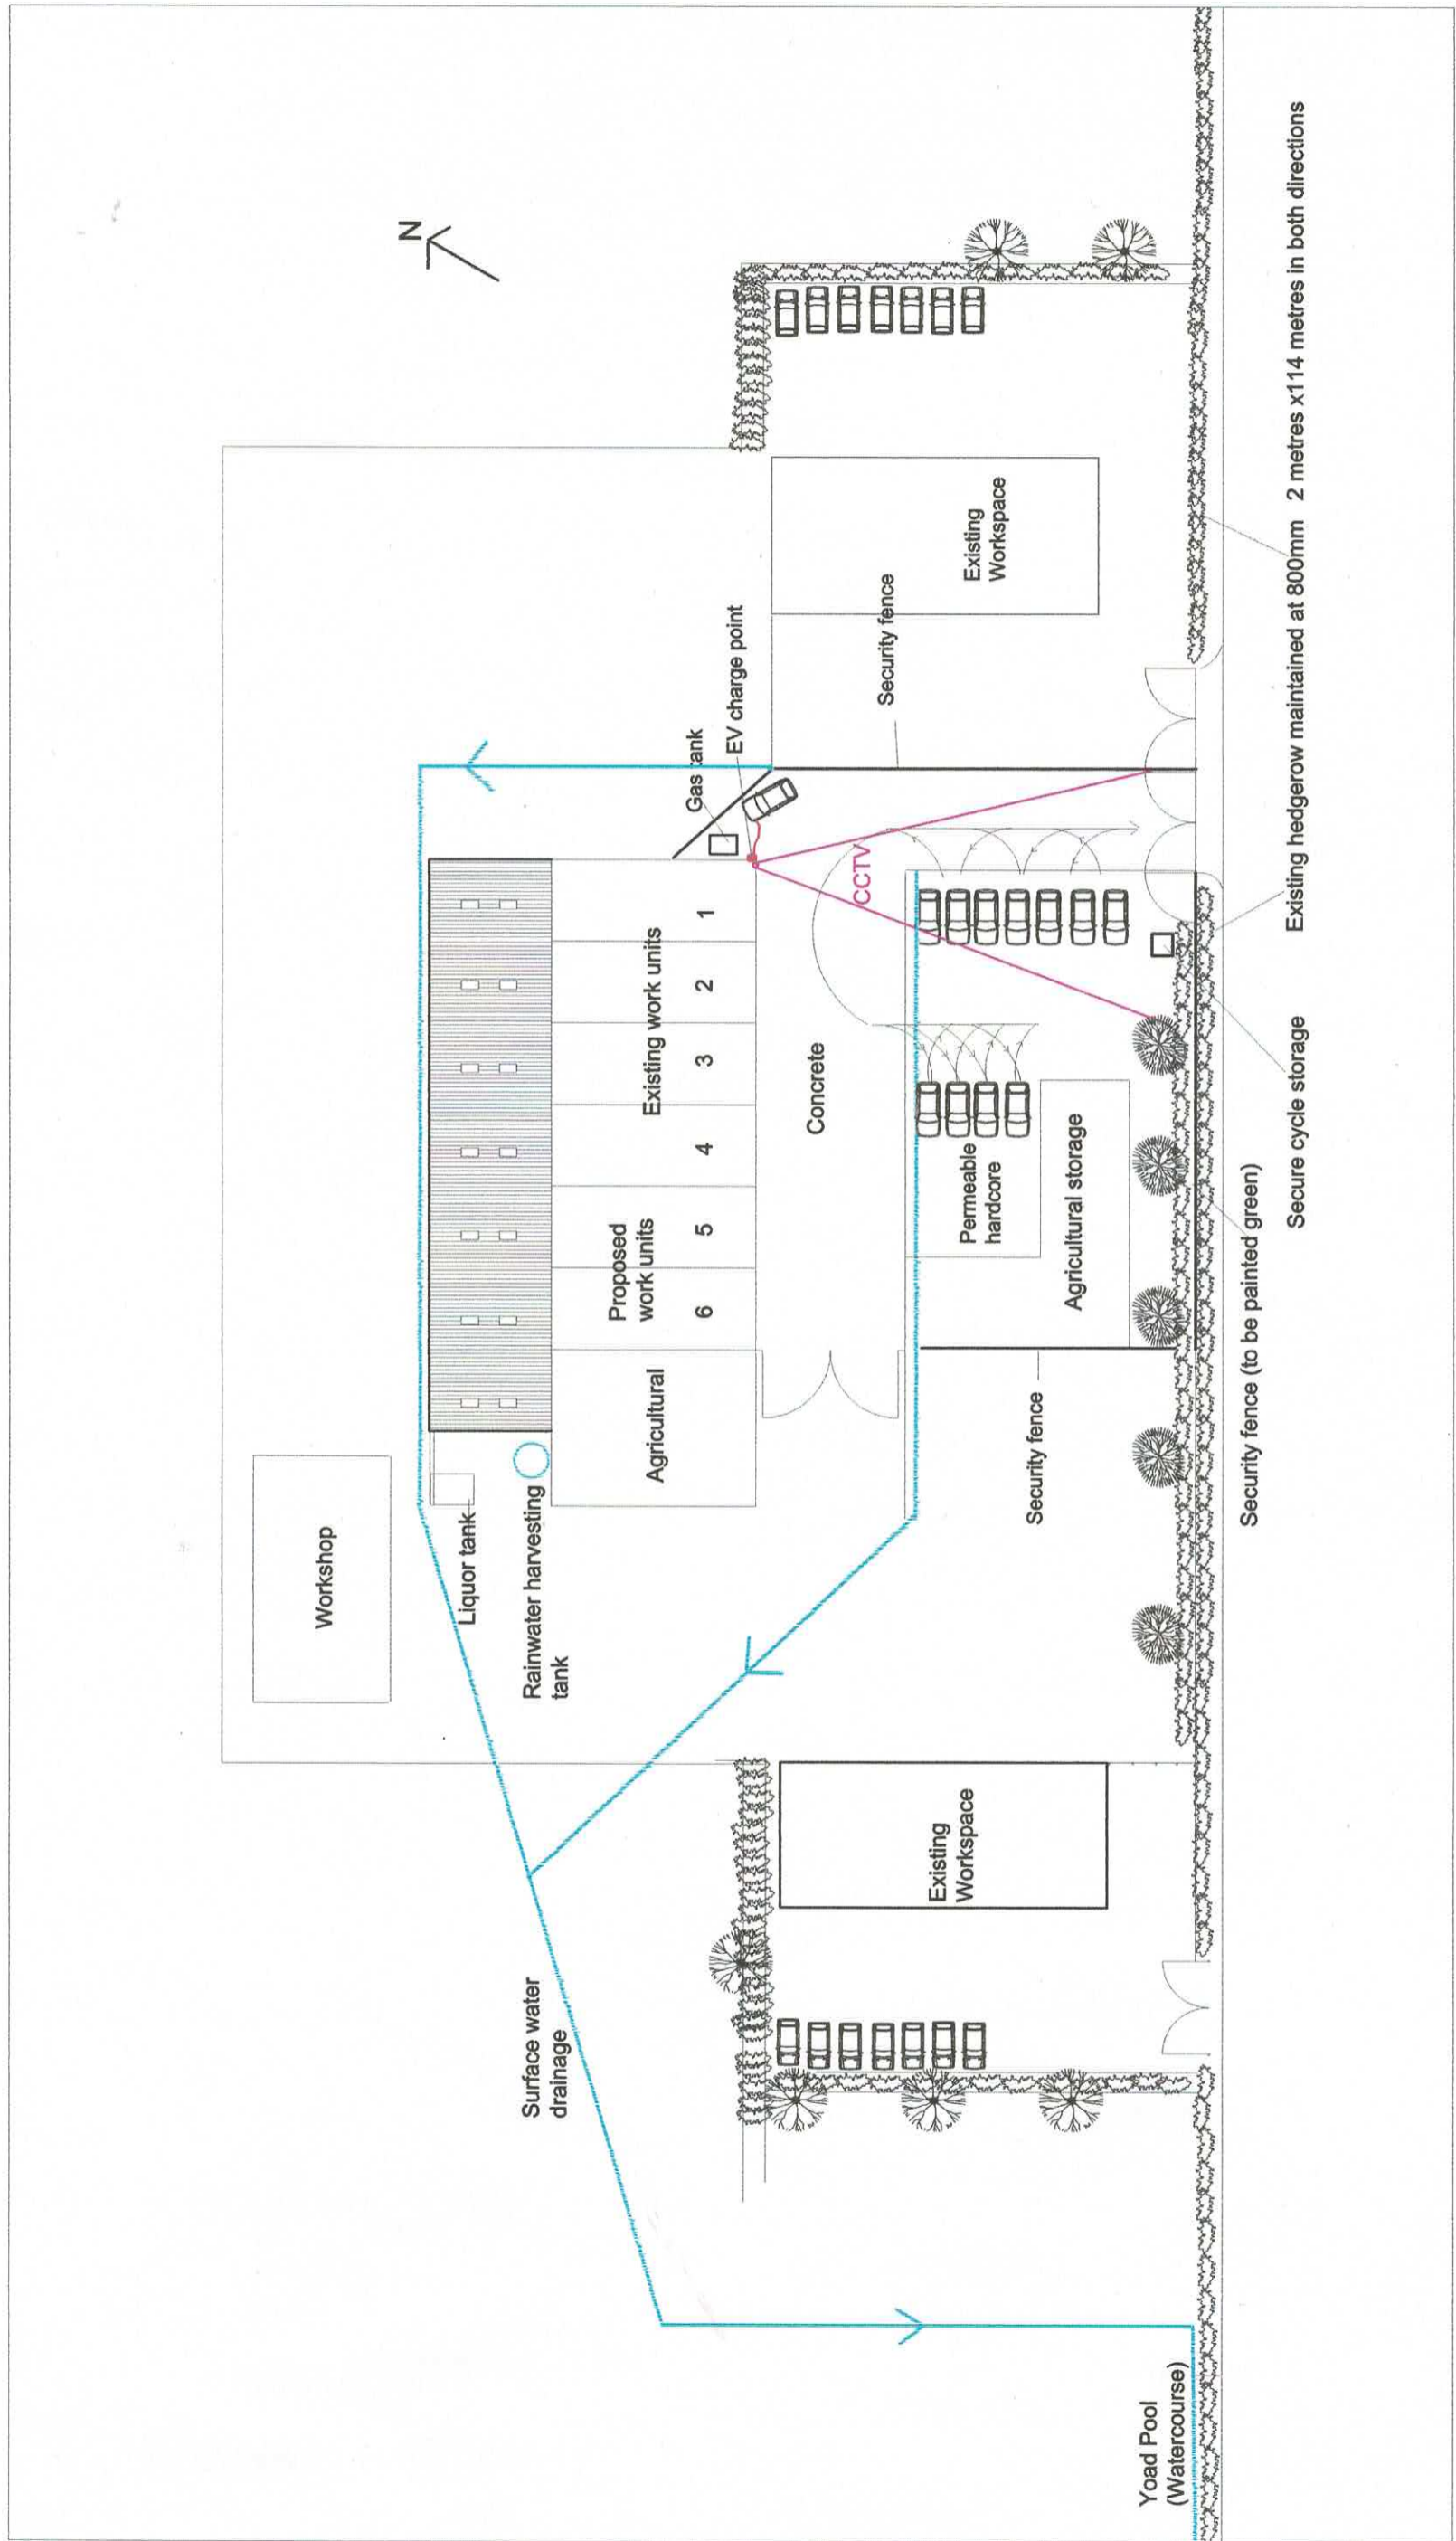 N
Workshop
Liquor tank
Rainwater harvesting
tank
Surface water
drainage
Agricultural
Proposed
work units
6
5
Existing work units
4
3
2
1
Gas tank
EV charge point
Concrete
CCTV
Security fence
Existing
Workspace
Permeable
hardcore
Agricultural storage
Security fence
Existing
Workspace
Yoad Pool
(Watercourse)
Security fence (to be painted green)
Secure cycle storage
Existing hedgerow maintained at 800mm 2 metres x114 metres in both directions